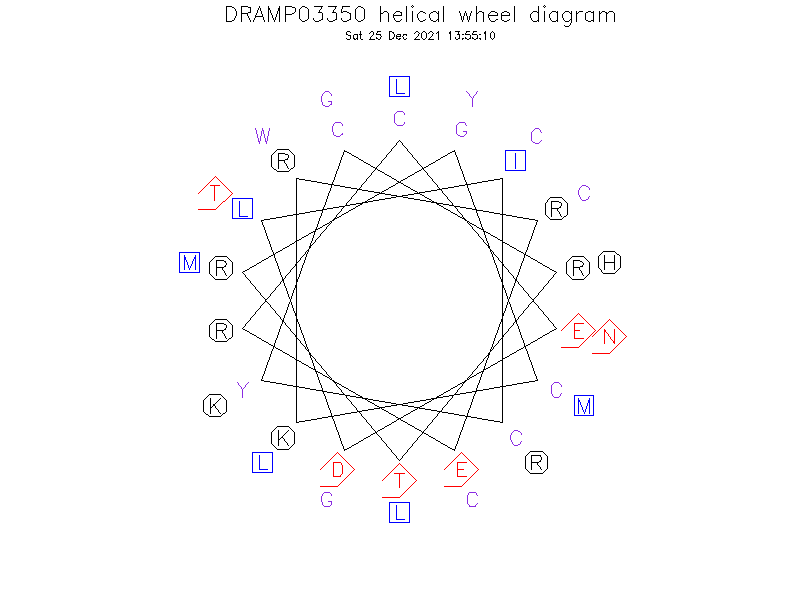 DRAMP03350 helical wheel diagram
Sat 25 Dec 2021 13:55:10
L
G Y
C C G
W C
R I
T L R C
M R R H
R E N
K Y C M
L K C R
D T E
G L C